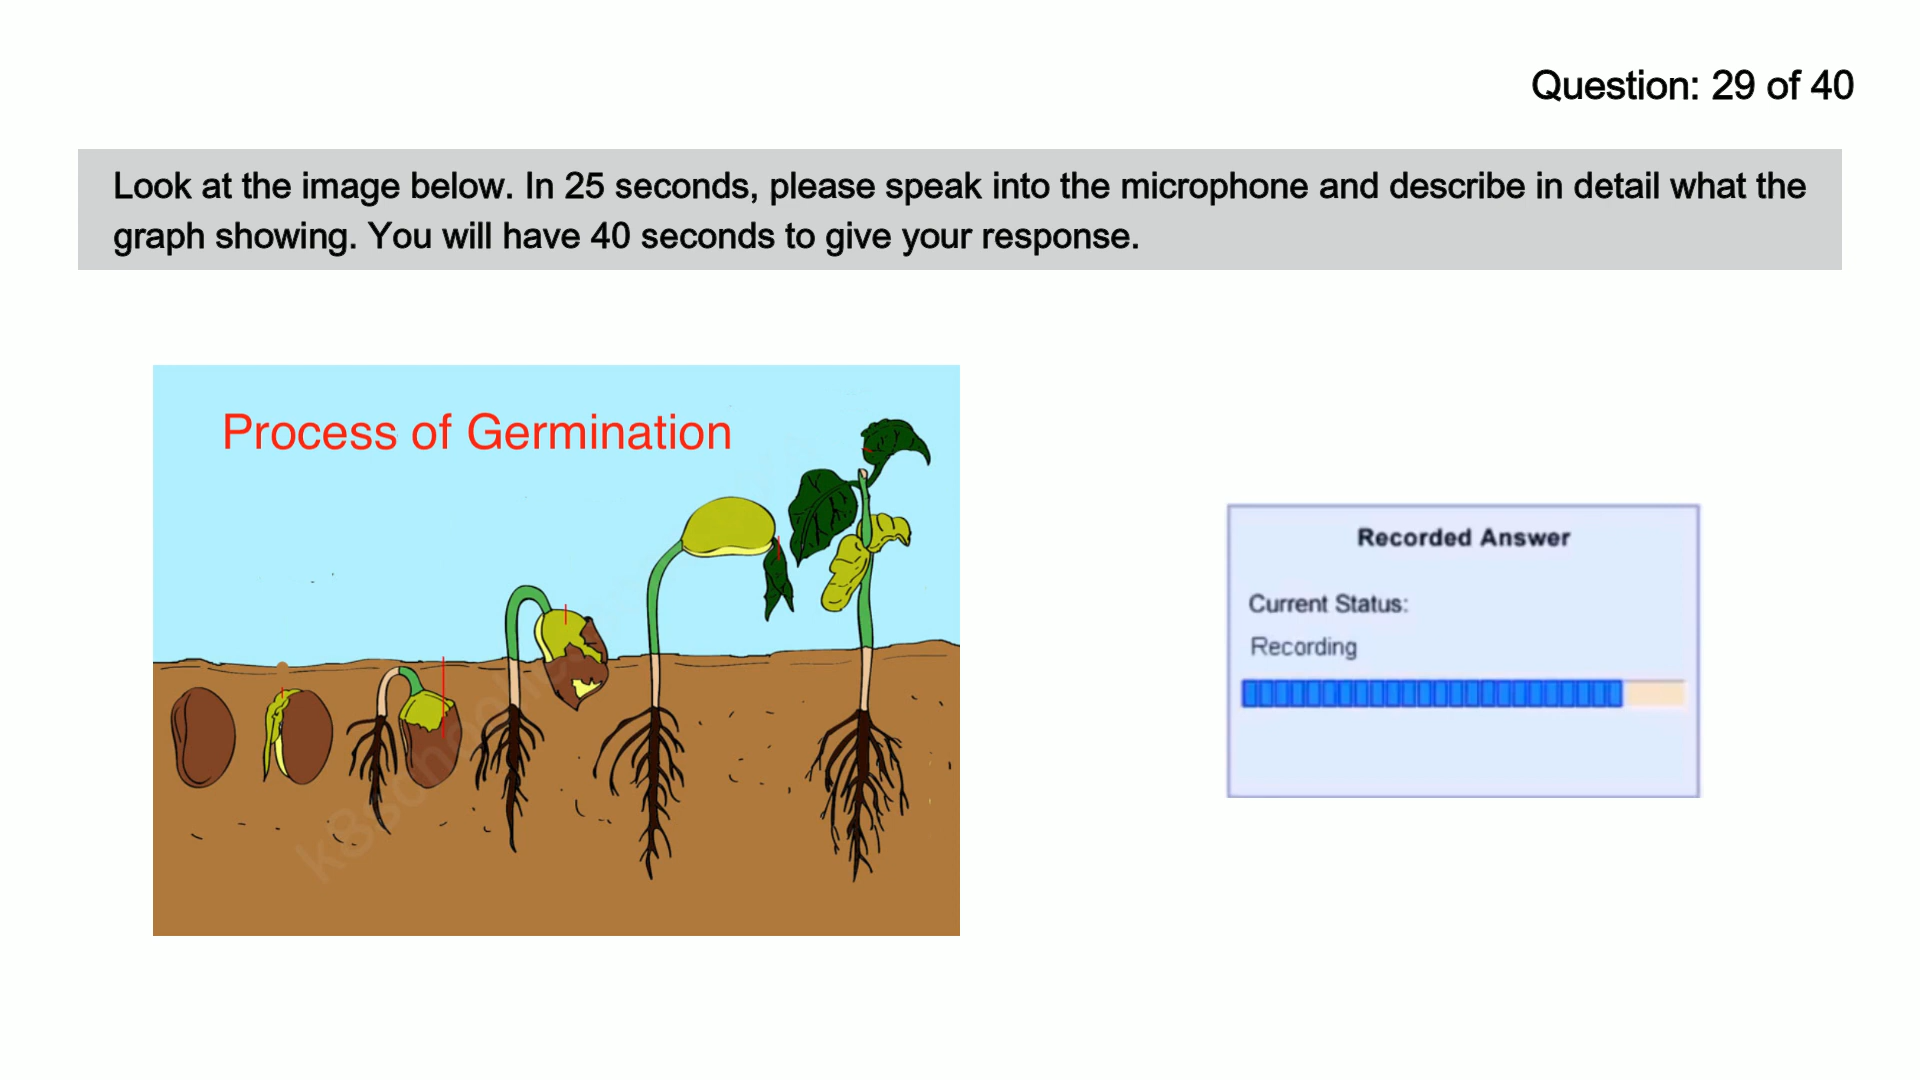 Question: 29 of 40
Look at the image below. In 25 seconds, please speak into the microphone and describe in detail what the
graph showing. You will have 40 seconds to give your response.
Process of Germination
Recorded Answer
Current Status:
Recording